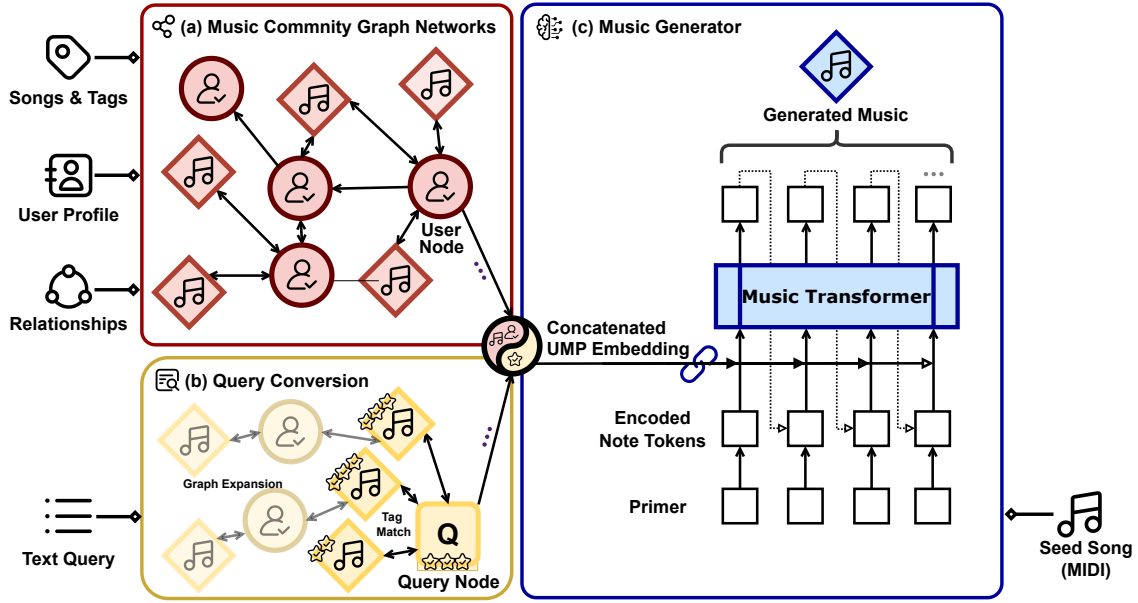 (a) Music Commnity Graph Networks
Songs & Tags
User Profile
Relationships
User
Node
(b) Query Conversion
Graph Expansion
Tag
Match
Q
Query Node
Text Query
Concatenated
UMP Embedding
(c) Music Generator
Generated Music
...
Music Transformer
Encoded
Note Tokens
Primer
Seed Song
(MIDI)